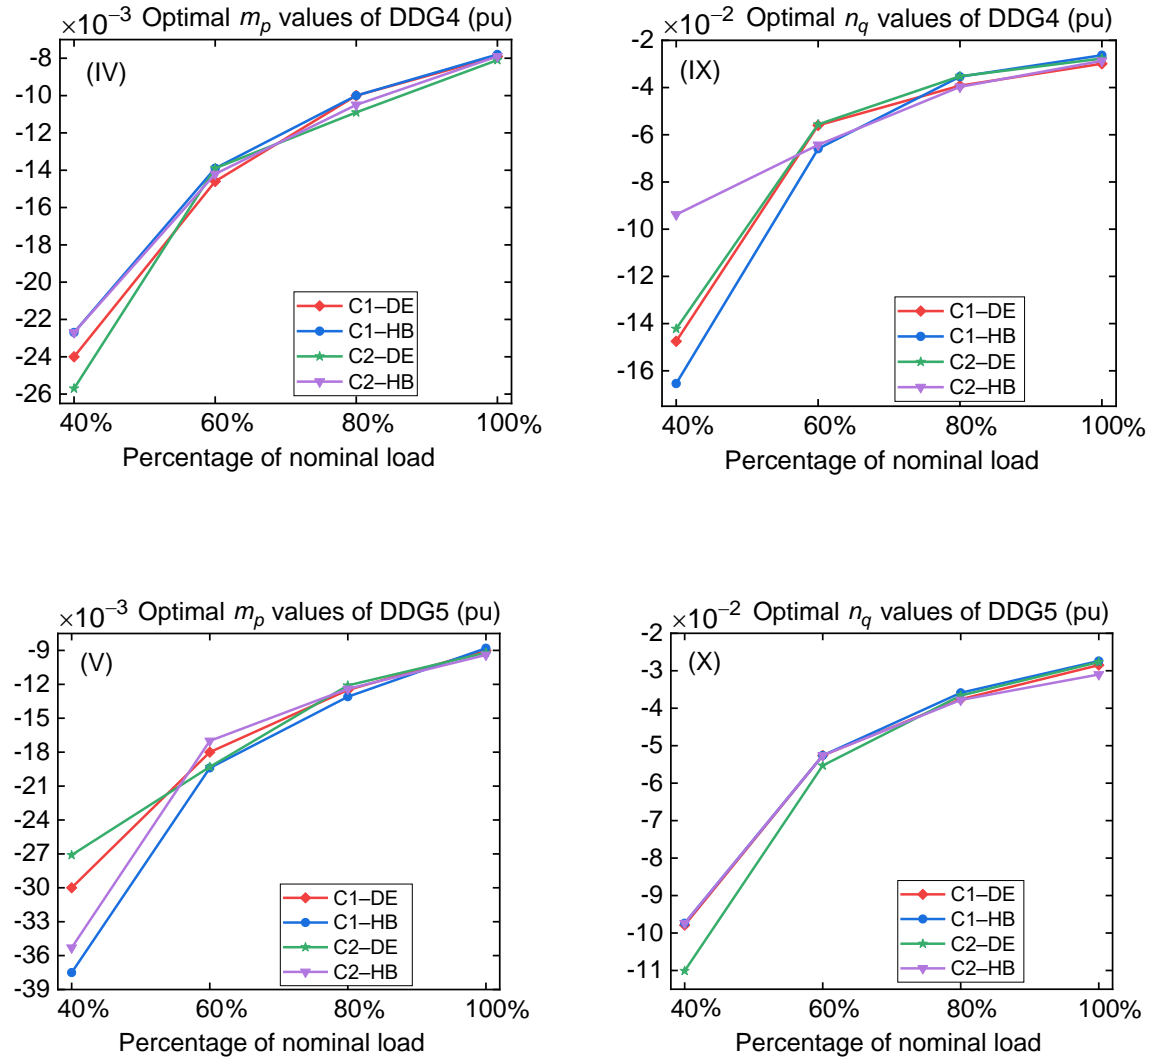 ×10−3 Optimal mp values of DDG4 (pu)
(IV)
-8
-10
-12
-14
-16
-18
-20
-22
-24
-26
C1–DE
C1–HB
C2–DE
C2–HB
40% 60% 80% 100%
Percentage of nominal load
×10−2 Optimal nq values of DDG4 (pu)
(IX)
-2
-4
-6
-8
-10
-12
-14
-16
C1–DE
C1–HB
C2–DE
C2–HB
40% 60% 80% 100%
Percentage of nominal load
×10−3 Optimal mp values of DDG5 (pu)
(V)
-9
-12
-15
-18
-21
-24
-27
-30
-33
-36
-39
C1–DE
C1–HB
C2–DE
C2–HB
40% 60% 80% 100%
Percentage of nominal load
×10−2 Optimal nq values of DDG5 (pu)
(X)
-2
-3
-4
-5
-6
-7
-8
-9
-10
-11
C1–DE
C1–HB
C2–DE
C2–HB
40% 60% 80% 100%
Percentage of nominal load